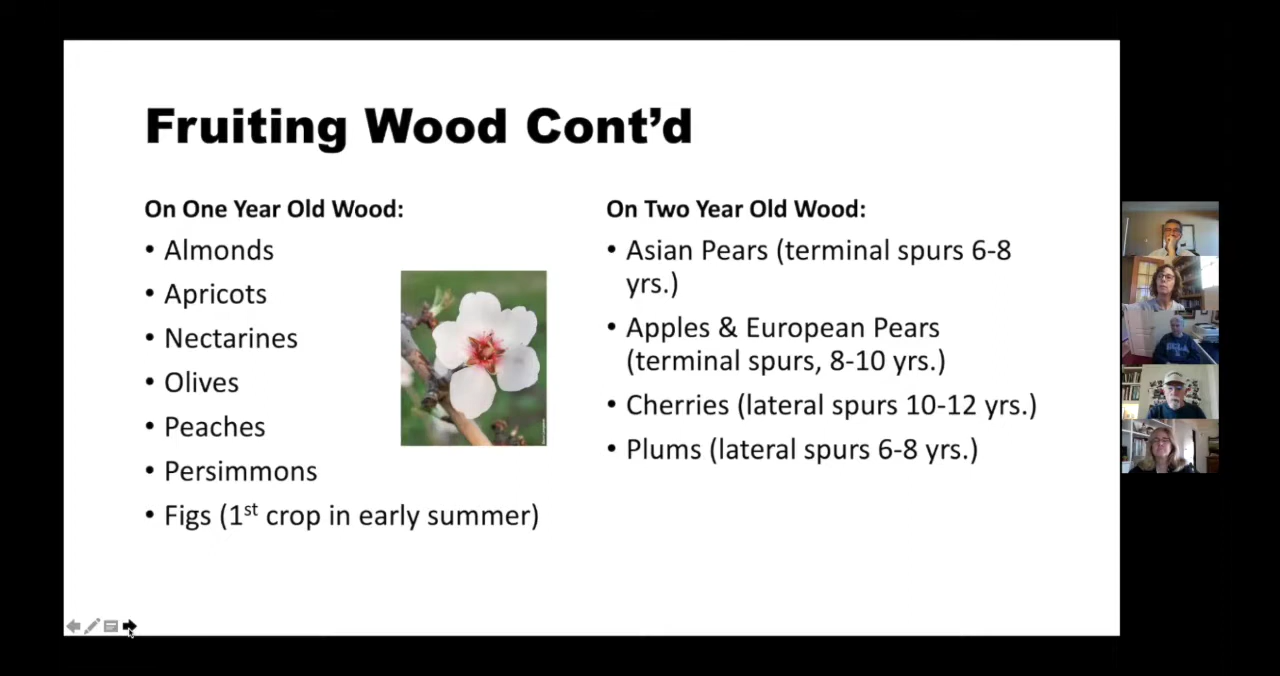 Fruiting Wood Cont’d
On One Year Old Wood:
• Almonds
• Apricots
• Nectarines
• Olives
• Peaches
• Persimmons
• Figs (1st crop in early summer)
On Two Year Old Wood:
• Asian Pears (terminal spurs 6-8
yrs.)
• Apples & European Pears
(terminal spurs, 8-10 yrs.)
• Cherries (lateral spurs 10-12 yrs.)
• Plums (lateral spurs 6-8 yrs.)